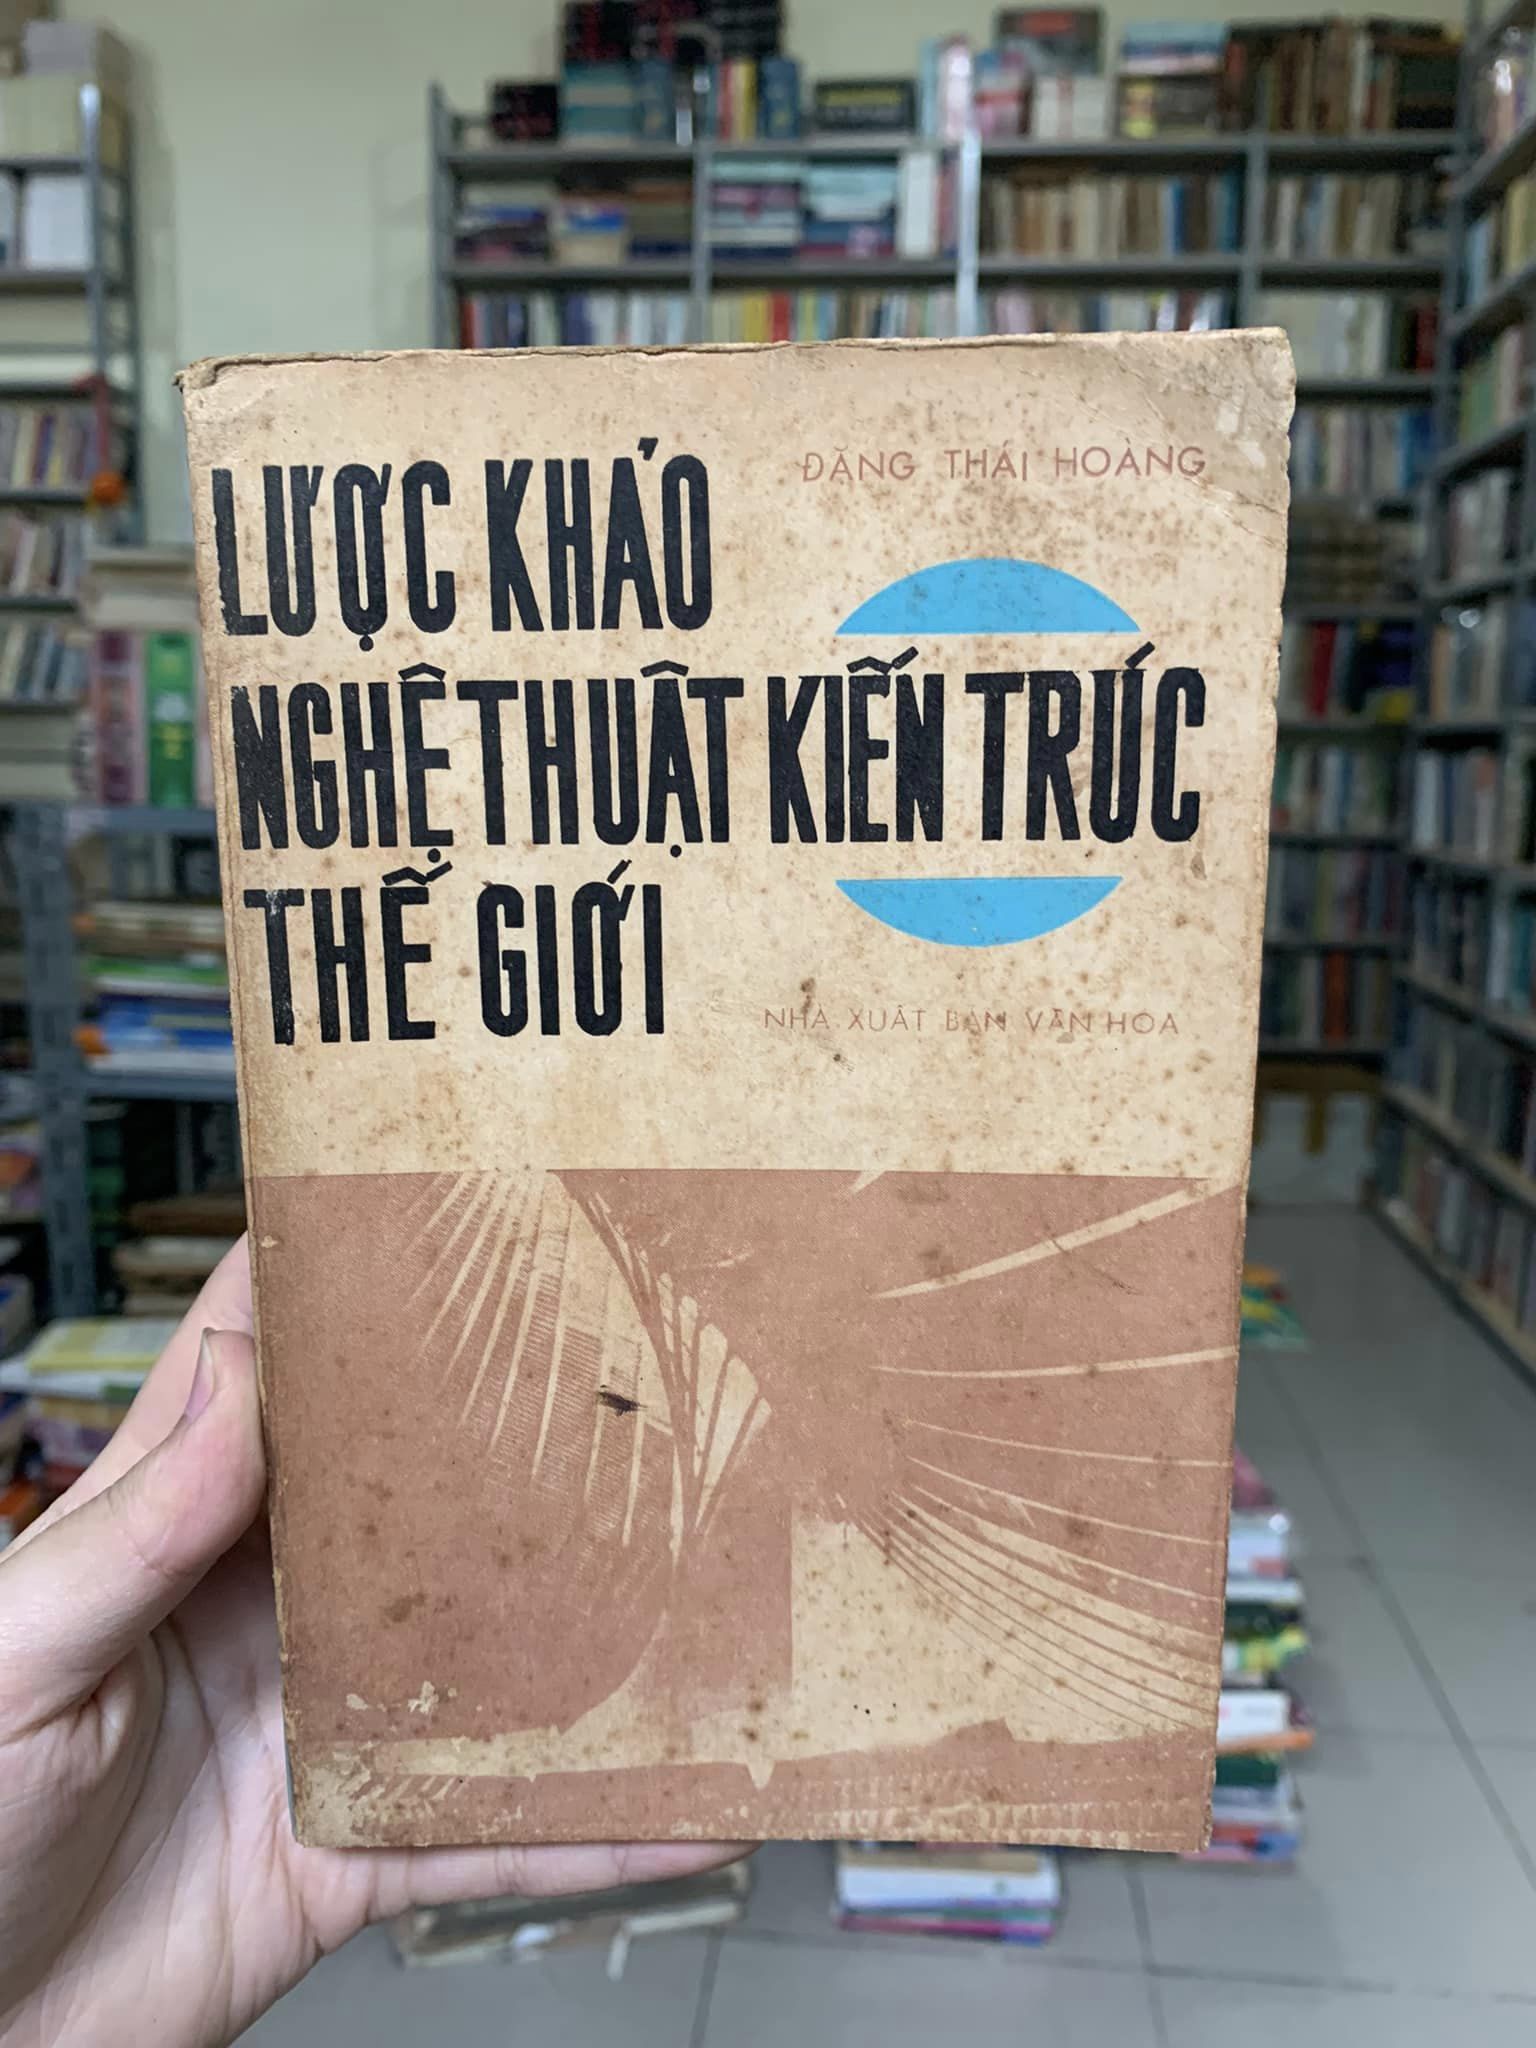 ĐẶNG THÁI HOÀNG
LƯỢC KHẢO
NGHỆ THUẬT KIẾN TRÚC
THẾ GIỚI
NHÀ XUẤT BẢN VĂN HÓA